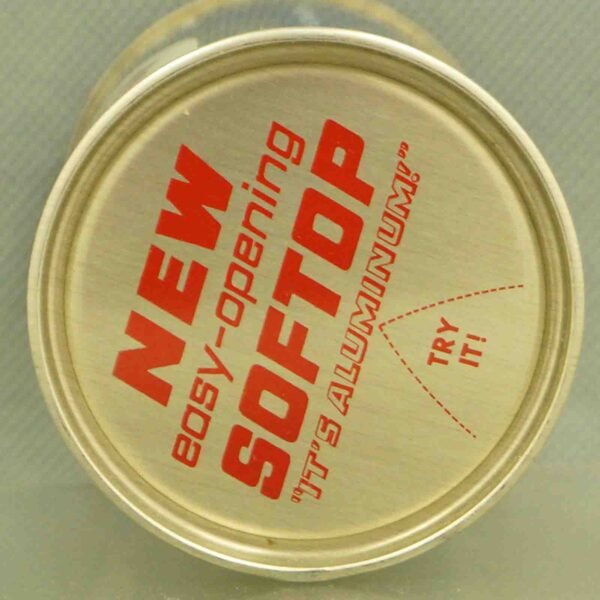 NEW
easy-opening
SOFTOP
"IT'S ALUMINUM!"
TRY
IT!